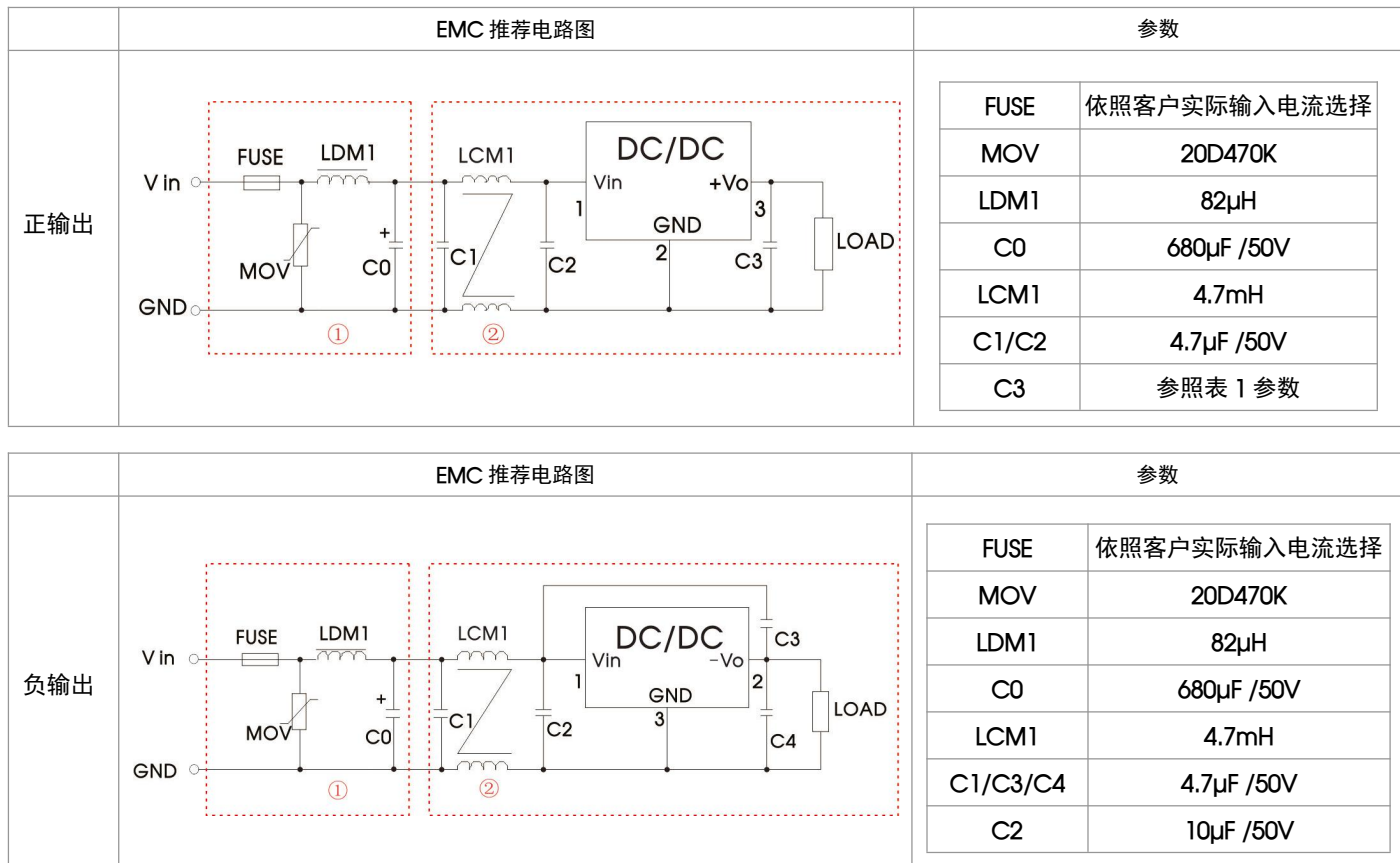 EMC 推荐电路图
参数
正输出
FUSE
LDM1
LCM1
DC/DC
V in
Vin
+Vo
1
3
GND
2
MOV
+
C0
C1
C2
C3
LOAD
GND
①
②
FUSE 依照客户实际输入电流选择
MOV 20D470K
LDM1 82μH
C0 680μF /50V
LCM1 4.7mH
C1/C2 4.7μF /50V
C3 参照表 1 参数
EMC 推荐电路图
参数
负输出
FUSE
LDM1
LCM1
DC/DC
C3
V in
Vin
-Vo
1
2
GND
3
MOV
+
C0
C1
C2
C4
LOAD
GND
①
②
FUSE 依照客户实际输入电流选择
MOV 20D470K
LDM1 82μH
C0 680μF /50V
LCM1 4.7mH
C1/C3/C4 4.7μF /50V
C2 10μF /50V